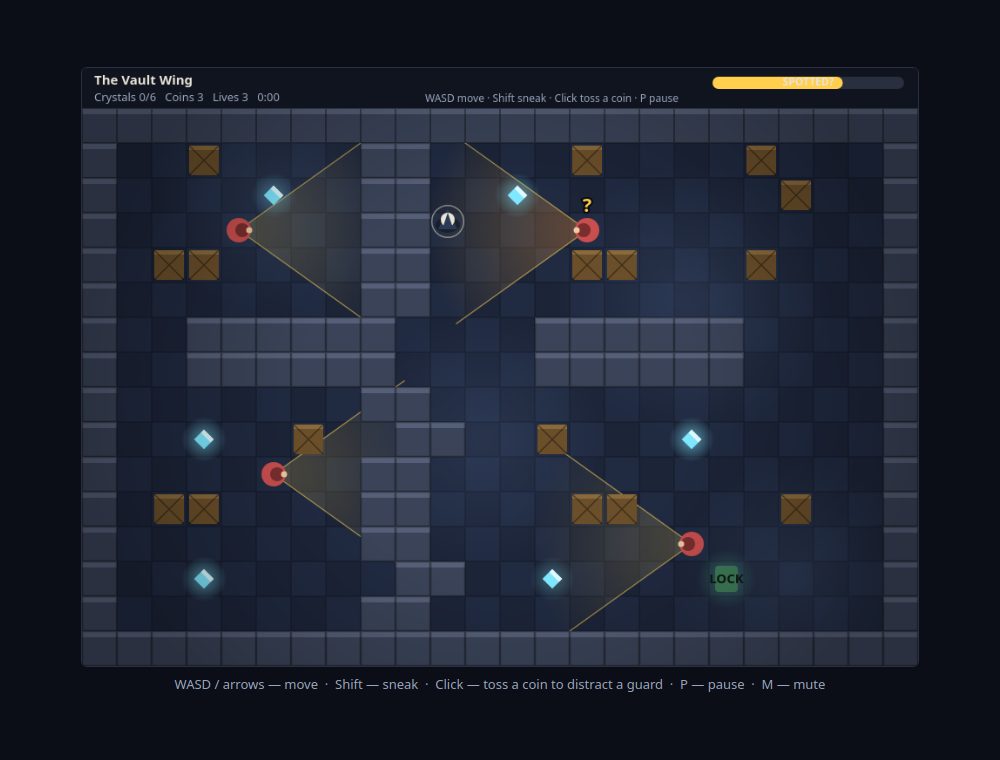 The Vault Wing
SPOTTED?
Crystals 0/6 Coins 3 Lives 3 0:00
WASD move · Shift sneak · Click toss a coin · P pause
?
LOCK
WASD / arrows — move · Shift — sneak · Click — toss a coin to distract a guard · P — pause · M — mute